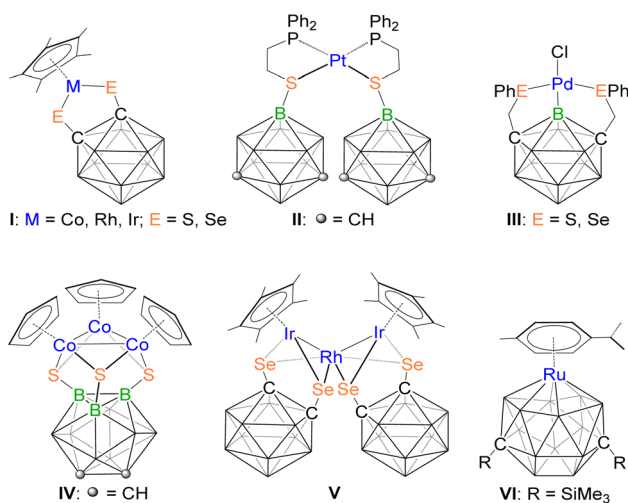 Ph2 Ph2
P P
Pt
S S
B B
II: = CH
M E
E
C C
I: M = Co, Rh, Ir; E = S, Se
Cl
PhE Pd EPh
C B C
III: E = S, Se
Co
Co Co
S S S
B B B
IV: = CH
Ir Ir
Rh
Se Se
Se Se
C C
C C
V
Ru
C C
R R
VI: R = SiMe3